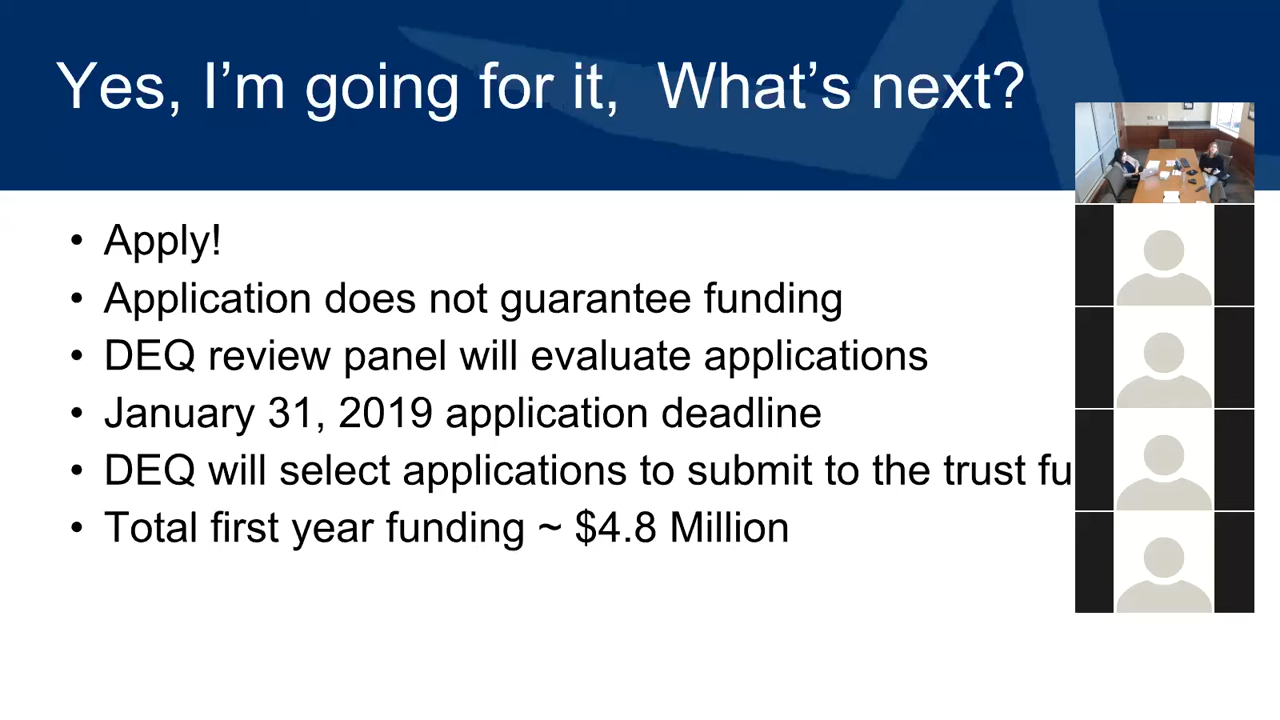 Yes, I'm going for it,  What's next?
• Apply!
• Application does not guarantee funding
• DEQ review panel will evaluate applications
• January 31, 2019 application deadline
• DEQ will select applications to submit to the trust fu
• Total first year funding ~ $4.8 Million